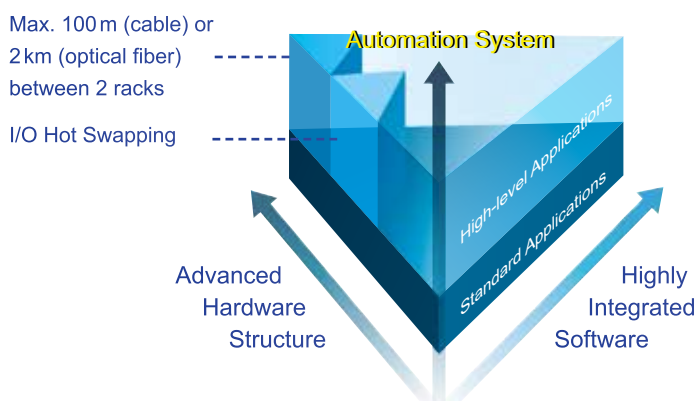 Max. 100 m (cable) or
2 km (optical fiber)
between 2 racks
I/O Hot Swapping
Automation System
High-level Applications
Standard Applications
Advanced
Hardware
Structure
Highly
Integrated
Software